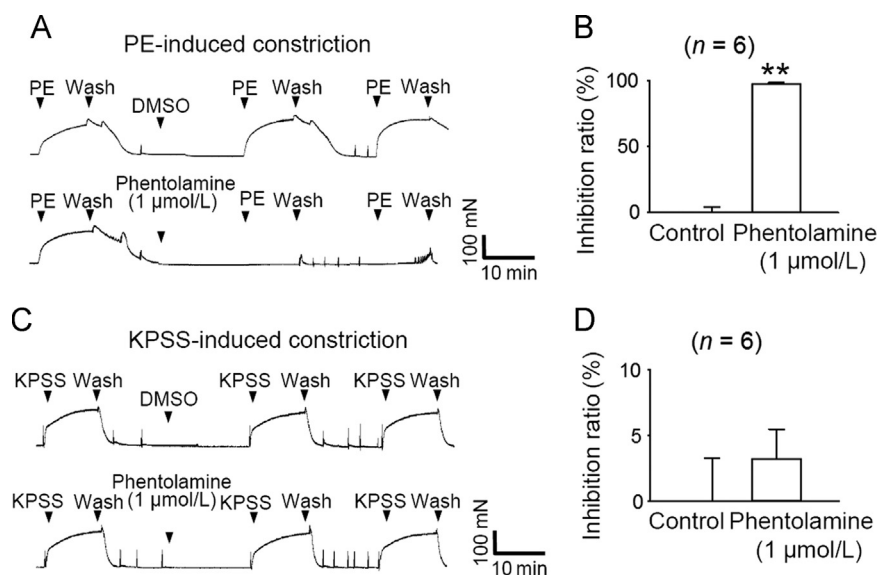 A
PE-induced constriction
PE Wash DMSO PE Wash PE Wash
Phentolamine
(1 μmol/L)
PE Wash PE Wash PE Wash
100 mN
10 min
B
(n = 6)
**
Inhibition ratio (%)
100
50
0
Control Phentolamine
(1 μmol/L)
C
KPSS-induced constriction
KPSS Wash DMSO KPSS Wash KPSS Wash
Phentolamine
(1 μmol/L)
KPSS Wash KPSS Wash KPSS Wash
100 mN
10 min
D
(n = 6)
Inhibition ratio (%)
10
5
0
Control Phentolamine
(1 μmol/L)